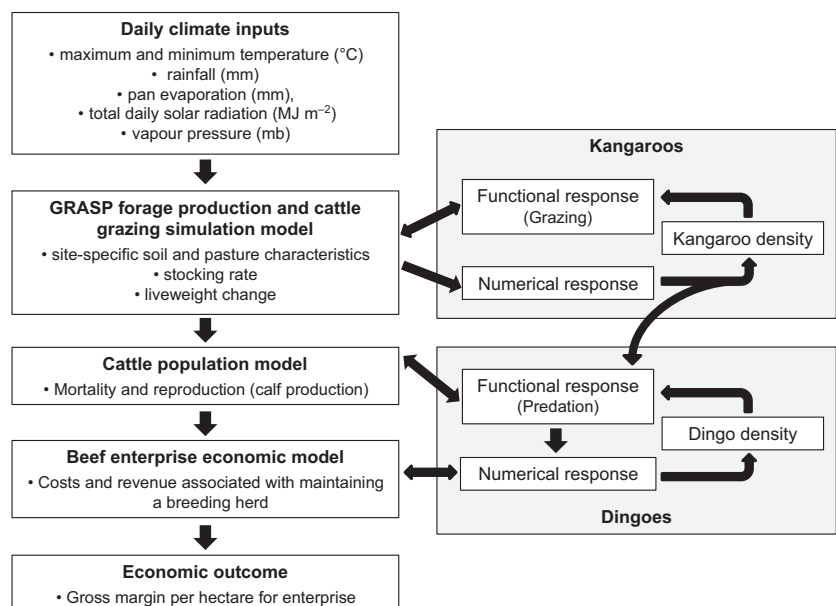 Daily climate inputs
• maximum and minimum temperature (°C)
• rainfall (mm)
• pan evaporation (mm),
• total daily solar radiation (MJ m⁻²)
• vapour pressure (mb)
GRASP forage production and cattle
grazing simulation model
• site-specific soil and pasture characteristics
• stocking rate
• liveweight change
Cattle population model
• Mortality and reproduction (calf production)
Beef enterprise economic model
• Costs and revenue associated with maintaining
a breeding herd
Economic outcome
• Gross margin per hectare for enterprise
Kangaroos
Functional response
(Grazing)
Kangaroo density
Numerical response
Functional response
(Predation)
Dingo density
Numerical response
Dingoes